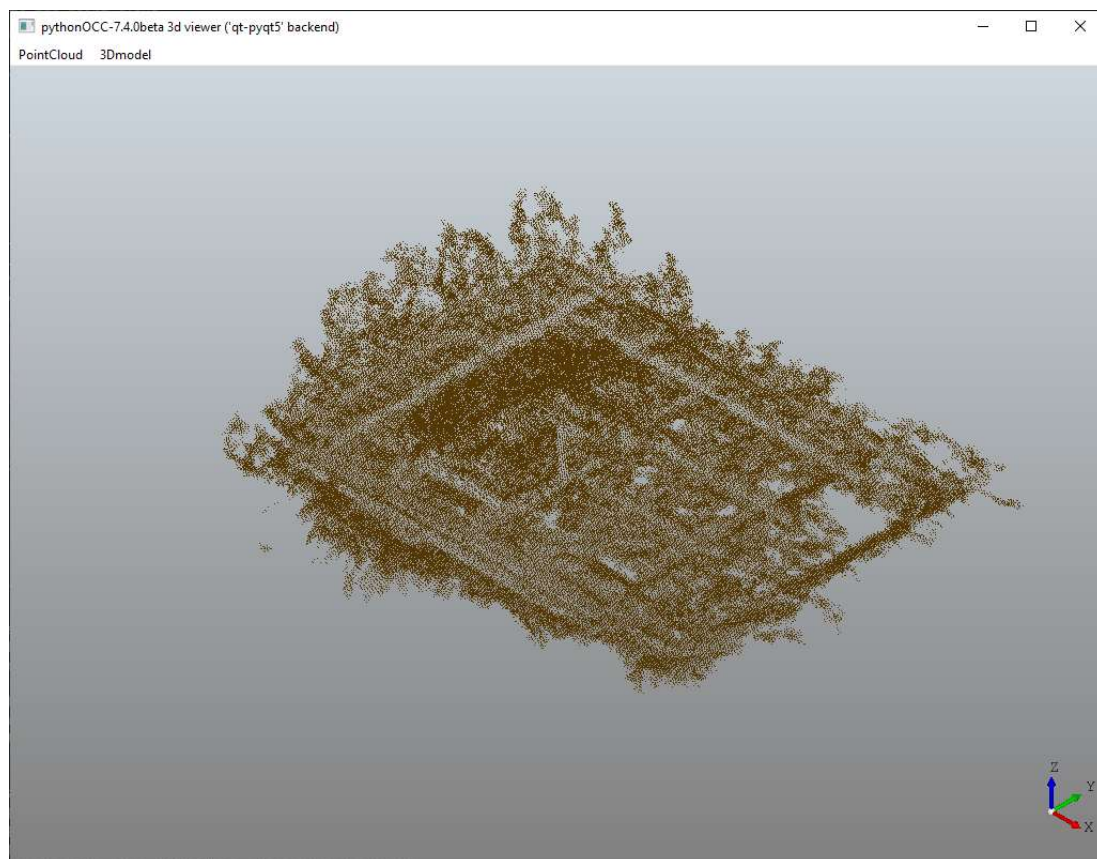 pythonOCC-7.4.0beta 3d viewer ('qt-pyqt5' backend)
PointCloud 3Dmodel
Z
Y
X